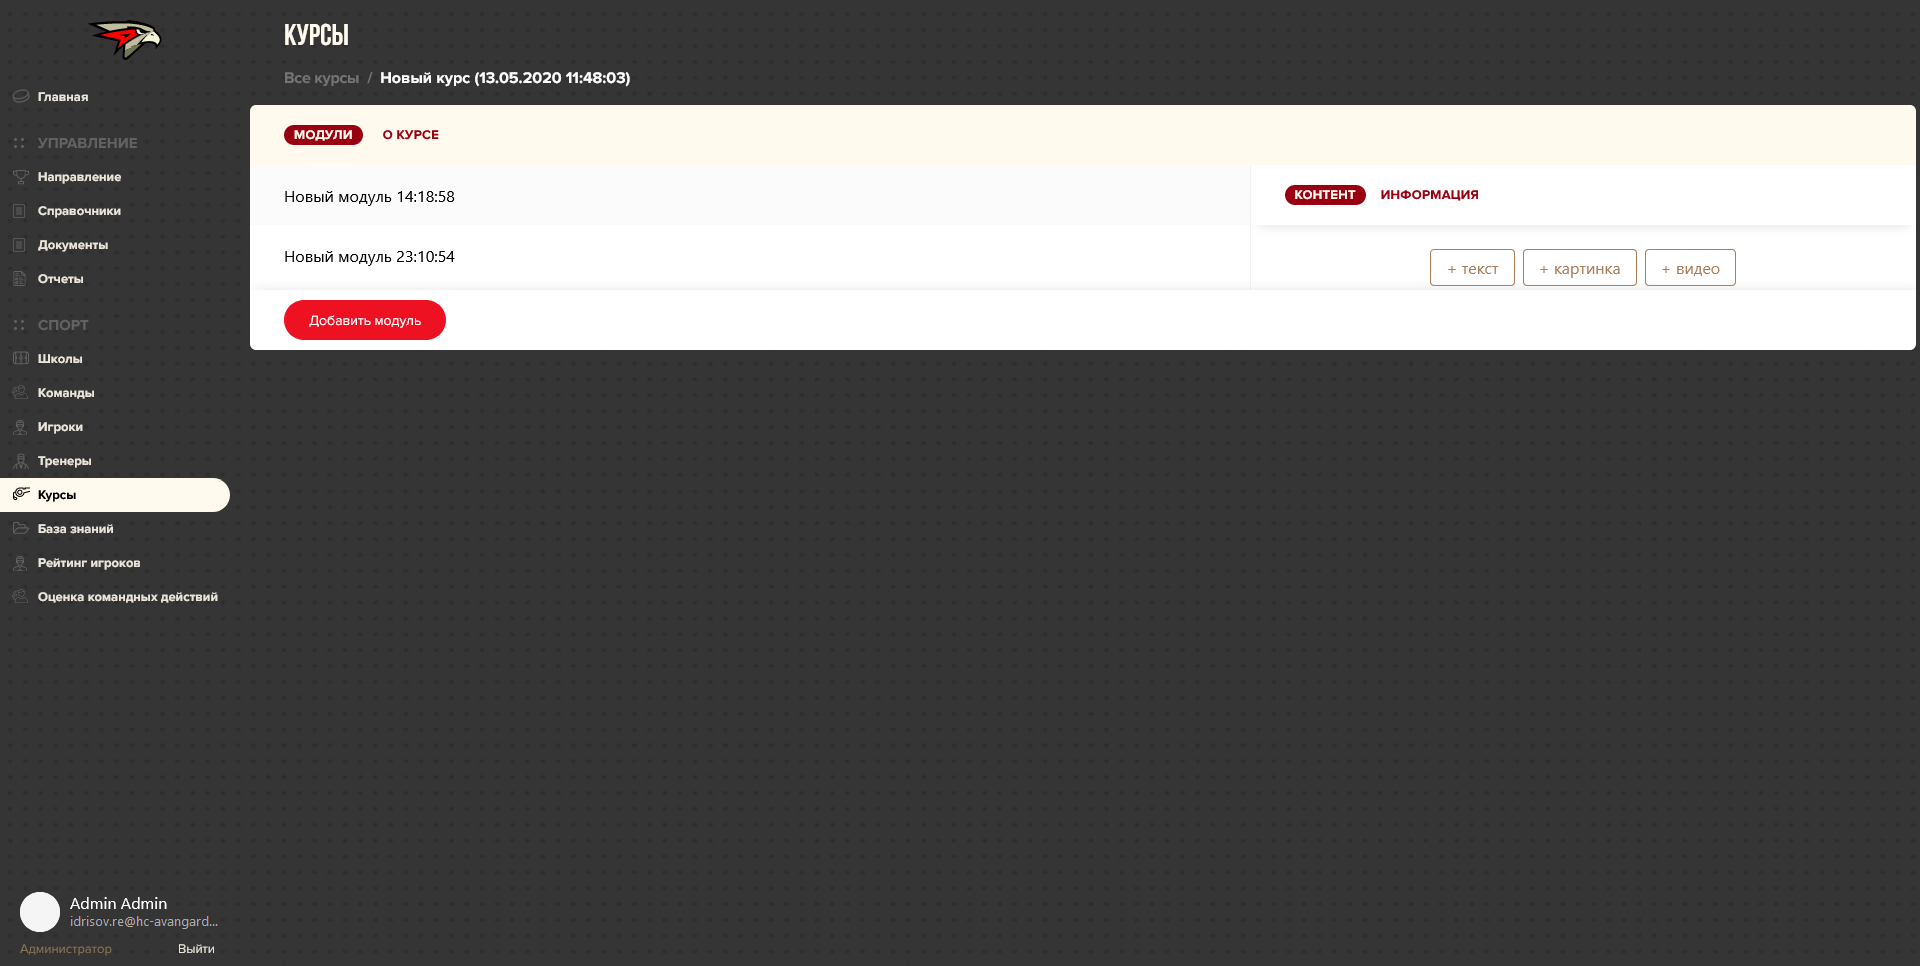 Главная
УПРАВЛЕНИЕ
Направление
Справочники
Документы
Отчеты
СПОРТ
Школы
Команды
Игроки
Тренеры
Курсы
База знаний
Рейтинг игроков
Оценка командных действий
Admin Admin
idrisov.re@hc-avangard...
Администратор Выйти
КУРСЫ
Все курсы / Новый курс (13.05.2020 11:48:03)
МОДУЛИ О КУРСЕ
Новый модуль 14:18:58
Новый модуль 23:10:54
Добавить модуль
КОНТЕНТ ИНФОРМАЦИЯ
+ текст + картинка + видео